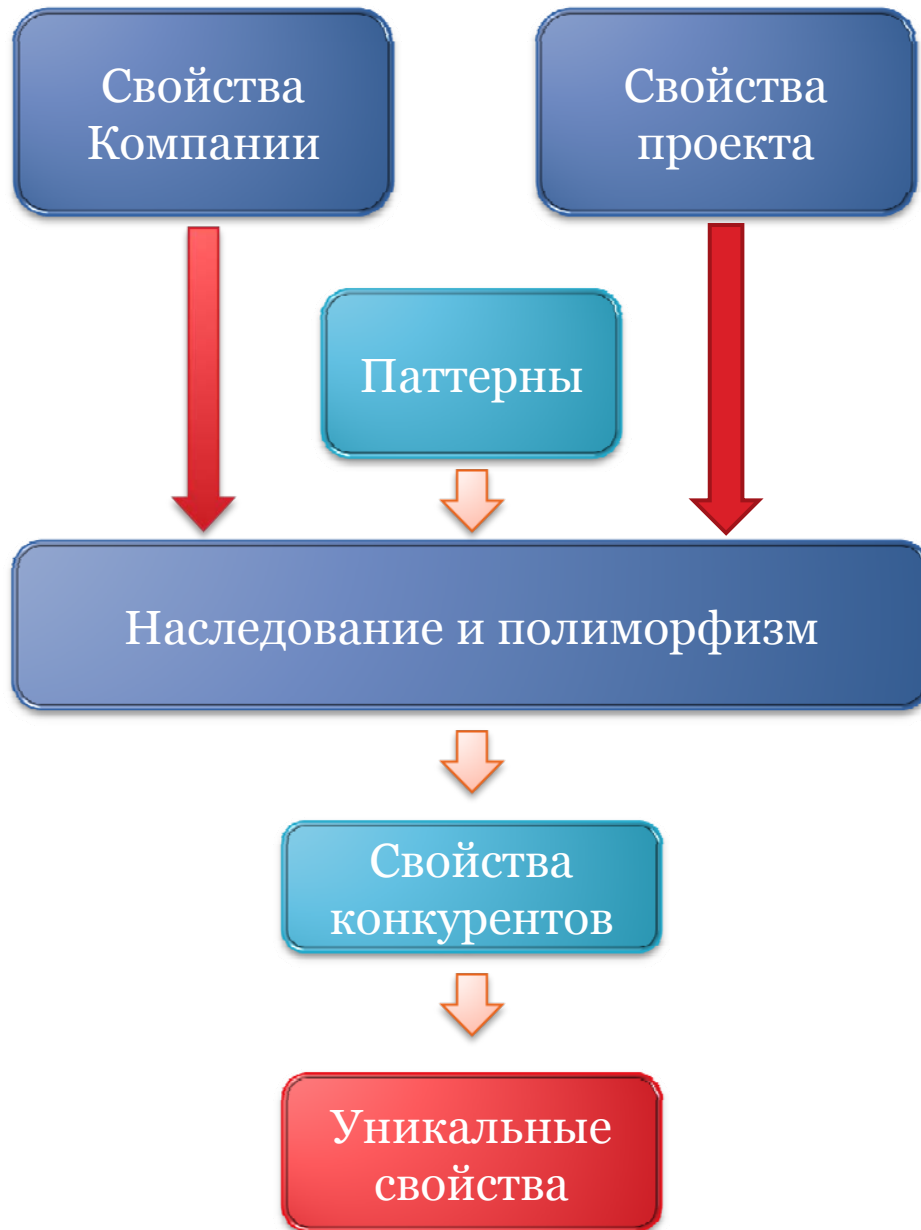 Свойства
Компании
Свойства
проекта
Паттерны
Наследование и полиморфизм
Свойства
конкурентов
Уникальные
свойства